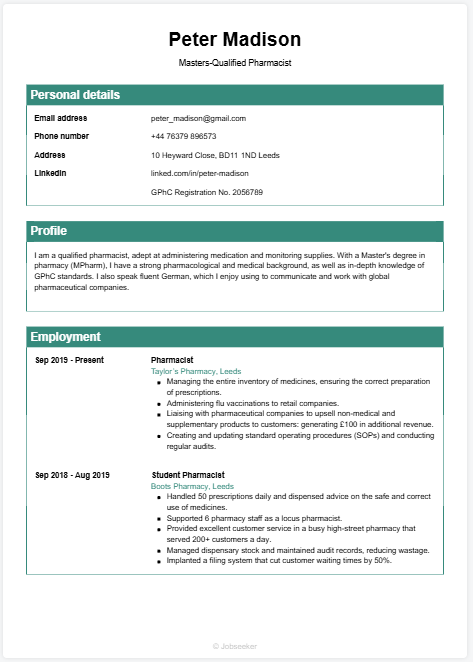 Peter Madison
Masters-Qualified Pharmacist
Personal details
Email address peter_madison@gmail.com
Phone number +44 76379 896573
Address 10 Heyward Close, BD11 1ND Leeds
LinkedIn linked.com/in/peter-madison
GPhC Registration No. 2056789
Profile
I am a qualified pharmacist, adept at administering medication and monitoring supplies. With a Master's degree in
pharmacy (MPharm), I have a strong pharmacological and medical background, as well as in-depth knowledge of
GPhC standards. I also speak fluent German, which I enjoy using to communicate and work with global
pharmaceutical companies.
Employment
Sep 2019 - Present Pharmacist
Taylor's Pharmacy, Leeds
Managing the entire inventory of medicines, ensuring the correct preparation
of prescriptions.
Administering flu vaccinations to retail companies.
Liaising with pharmaceutical companies to upsell non-medical and
supplementary products to customers: generating £100 in additional revenue.
Creating and updating standard operating procedures (SOPs) and conducting
regular audits.
Sep 2018 - Aug 2019 Student Pharmacist
Boots Pharmacy, Leeds
Handled 50 prescriptions daily and dispensed advice on the safe and correct
use of medicines.
Supported 6 pharmacy staff as a locus pharmacist.
Provided excellent customer service in a busy high-street pharmacy that
served 200+ customers a day.
Managed dispensary stock and maintained audit records, reducing wastage.
Implanted a filing system that cut customer waiting times by 50%.
© Jobseeker